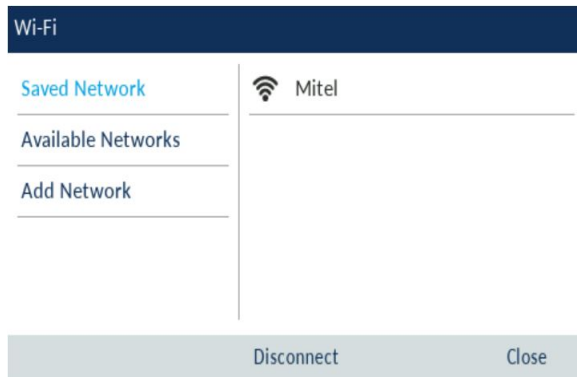 Wi-Fi
Saved Network
Mitel
Available Networks
Add Network
Disconnect
Close